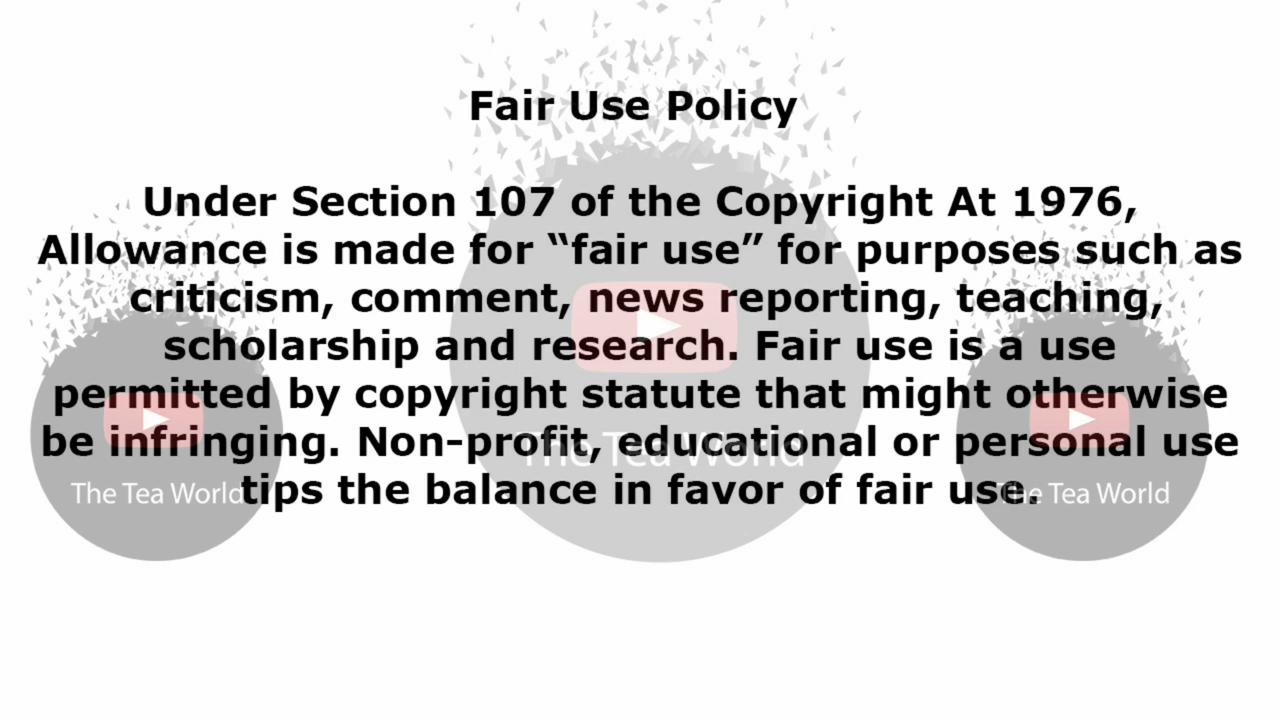 Fair Use Policy
Under Section 107 of the Copyright At 1976,
Allowance is made for “fair use” for purposes such as
criticism, comment, news reporting, teaching,
scholarship and research. Fair use is a use
permitted by copyright statute that might otherwise
be infringing. Non-profit, educational or personal use
The Tea World
tips the balance in favor of fair use.
The Tea World
The Tea World